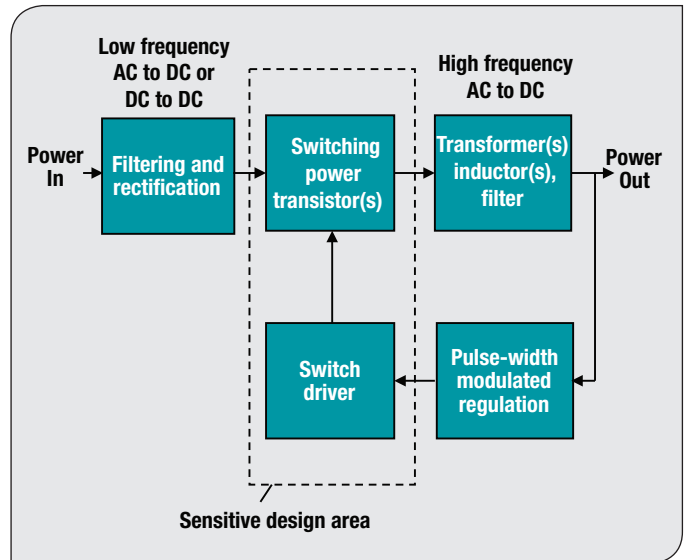 Low frequency
AC to DC or
DC to DC
High frequency
AC to DC
Power
In
Filtering and
rectification
Switching
power
transistor(s)
Transformer(s)
inductor(s),
filter
Power
Out
Switch
driver
Pulse-width
modulated
regulation
Sensitive design area